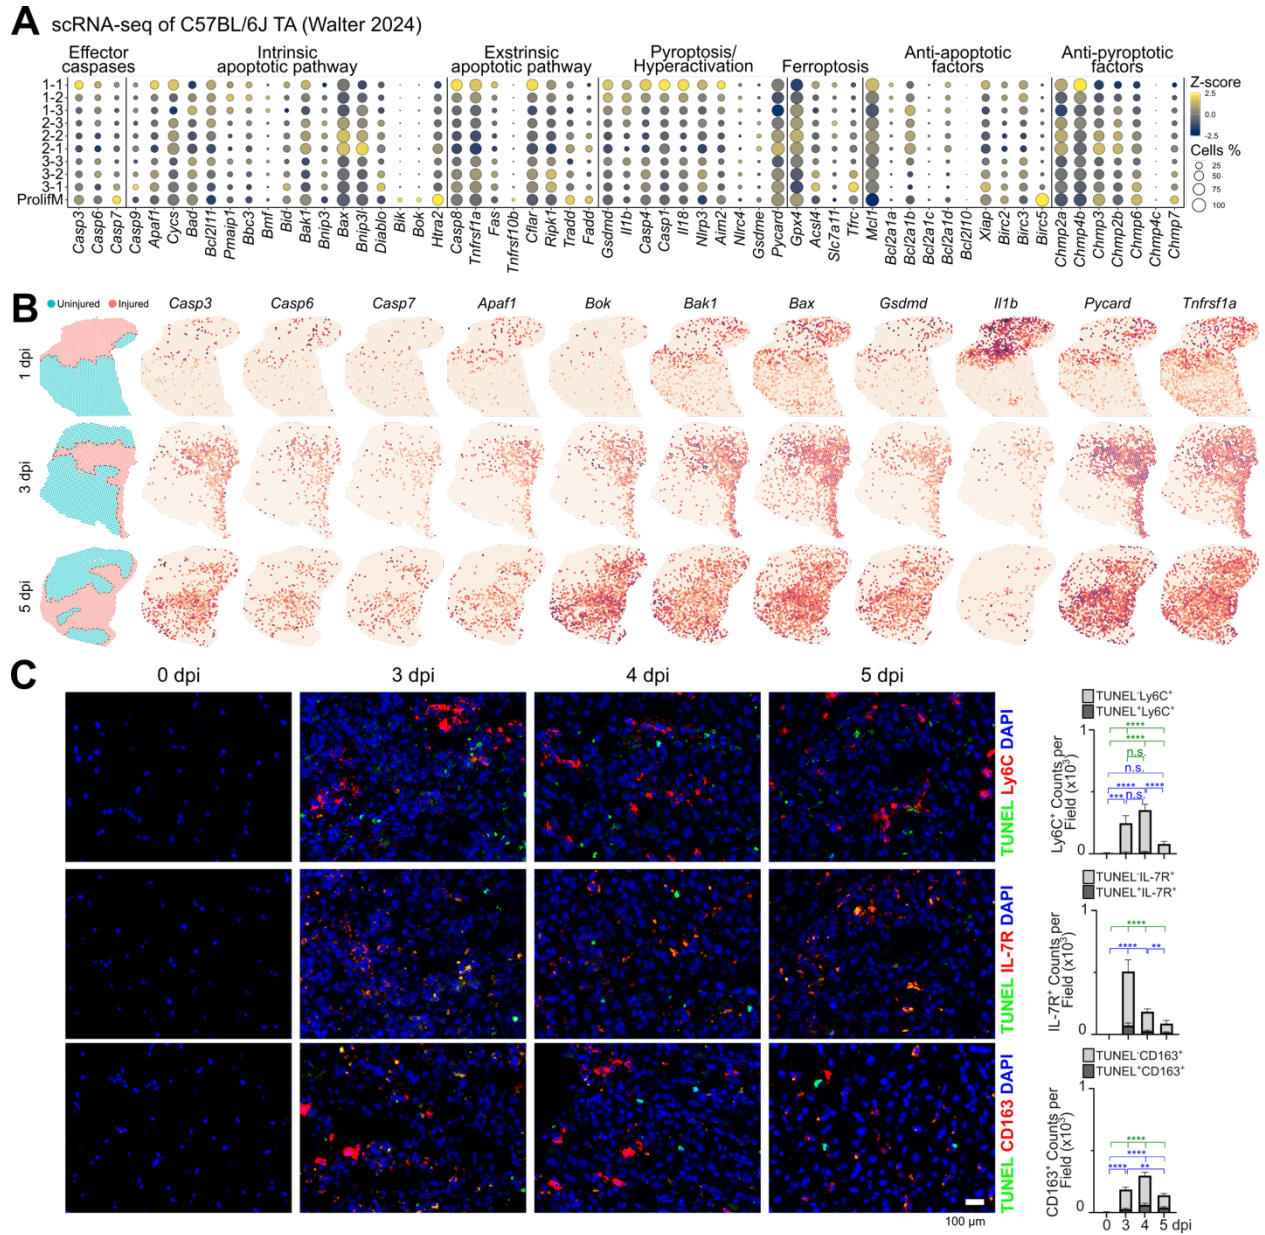 A scRNA-seq of C57BL/6J TA (Walter 2024)
Effector caspases
Intrinsic apoptotic pathway
Exstrinsic apoptotic pathway
Pyroptosis/ Hyperactivation
Ferroptosis
Anti-apoptotic factors
Anti-pyroptotic factors
1-1
1-2
1-3
2-3
2-2
2-1
3-3
3-2
3-1
ProlifM
Z-score
2.5
-2.5
Cells %
25
50
75
100
Casp3 Casp6 Casp7 Casp9 Apaf1 Cycs Bad Bcl2l11 Pmaip1 Bbc3 Bmf Bid Bak1 Bnip3 Bax Bnip3l Diablo Bik Bok Htra2 Casp8 Tnfrsf1a Fas Tnfrsf10b Cflar Ripk1 Tradd Fadd Gsdmd Il1b Casp4 Casp1 Il18 Nlrp3 Aim2 Nlrc4 Gsdme Pycard Gpx4 Acsl4 Slc7a11 Tfrc Mcl1 Bcl2a1a Bcl2a1b Bcl2a1c Bcl2a1d Bcl2l10 Xiap Birc2 Birc3 Birc5 Chmp2a Chmp4b Chmp3 Chmp2b Chmp6 Chmp4c Chmp7
B
Uninjured Injured
Casp3 Casp6 Casp7 Apaf1 Bok Bak1 Bax Gsdmd Il1b Pycard Tnfrsf1a
1 dpi
3 dpi
5 dpi
C
0 dpi 3 dpi 4 dpi 5 dpi
TUNEL Ly6C DAPI
TUNEL IL-7R DAPI
TUNEL CD163 DAPI
100 µm
TUNEL⁻Ly6C⁺
TUNEL⁺Ly6C⁺
Ly6C⁺ Counts per Field (x10³)
1
0
****
****
n.s.
n.s.
**** ****
*** n.s.
TUNEL⁻IL-7R⁺
TUNEL⁺IL-7R⁺
IL-7R⁺ Counts per Field (x10³)
1
0
****
**** **
TUNEL⁻CD163⁺
TUNEL⁺CD163⁺
CD163⁺ Counts per Field (x10³)
1
0
****
****
**** **
0 3 4 5 dpi